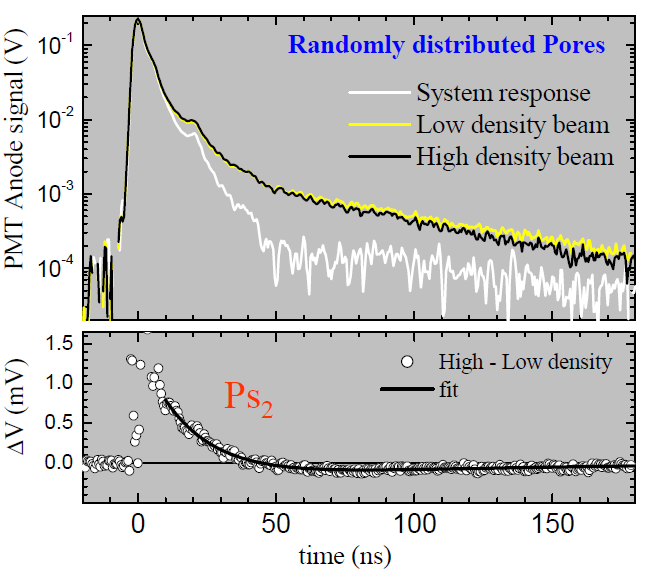 Randomly distributed Pores
System response
Low density beam
High density beam
PMT Anode signal (V)
10⁻¹
10⁻²
10⁻³
10⁻⁴
High - Low density
fit
Ps₂
ΔV (mV)
1.5
1.0
0.5
0.0
0 50 100 150
time (ns)